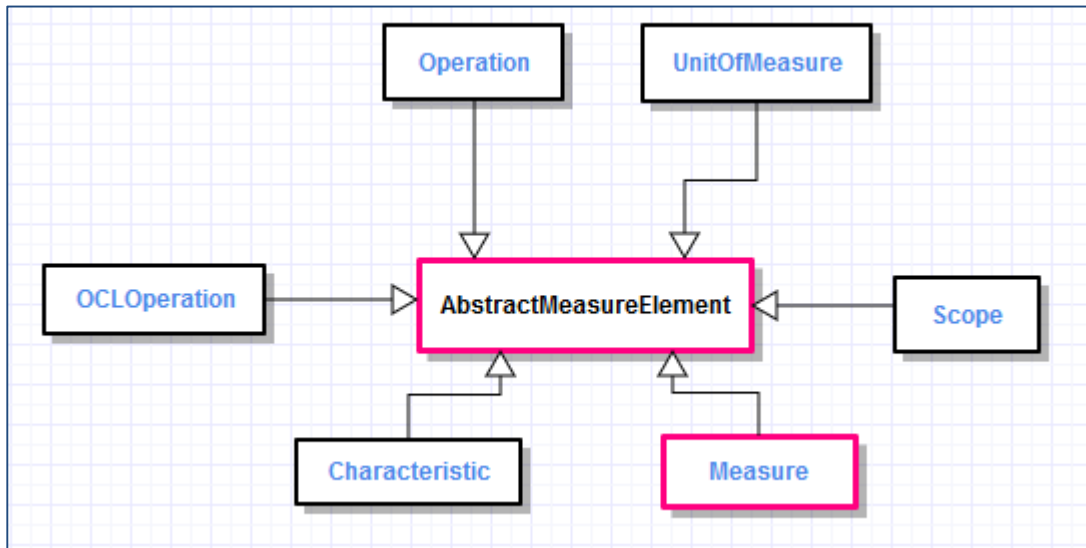 Operation
UnitOfMeasure
OCLOperation
AbstractMeasureElement
Scope
Characteristic
Measure